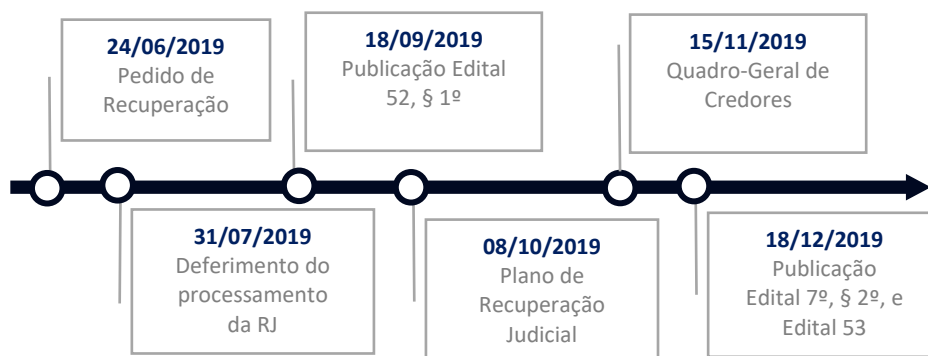 24/06/2019
Pedido de
Recuperação
18/09/2019
Publicação Edital
52, § 1º
15/11/2019
Quadro-Geral de
Credores
31/07/2019
Deferimento do
processamento
da RJ
08/10/2019
Plano de
Recuperação
Judicial
18/12/2019
Publicação
Edital 7º, § 2º, e
Edital 53